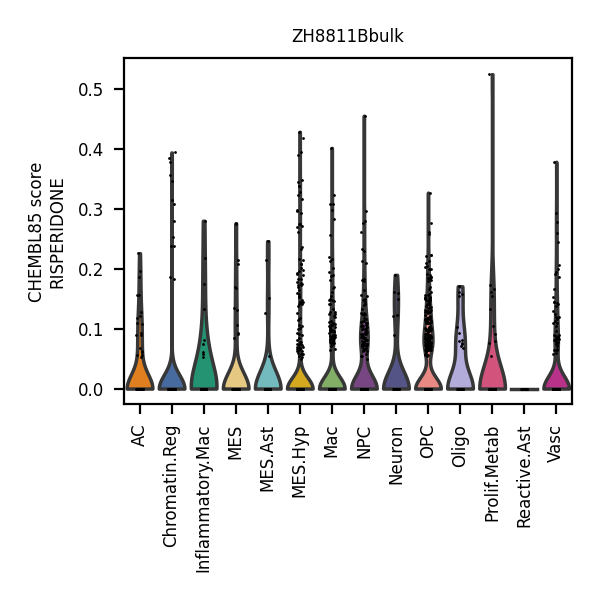 ZH8811Bbulk
CHEMBL85 score
RISPERIDONE
0.5
0.4
0.3
0.2
0.1
0.0
AC
Chromatin.Reg
Inflammatory.Mac
MES
MES.Ast
MES.Hyp
Mac
NPC
Neuron
OPC
Oligo
Prolif.Metab
Reactive.Ast
Vasc